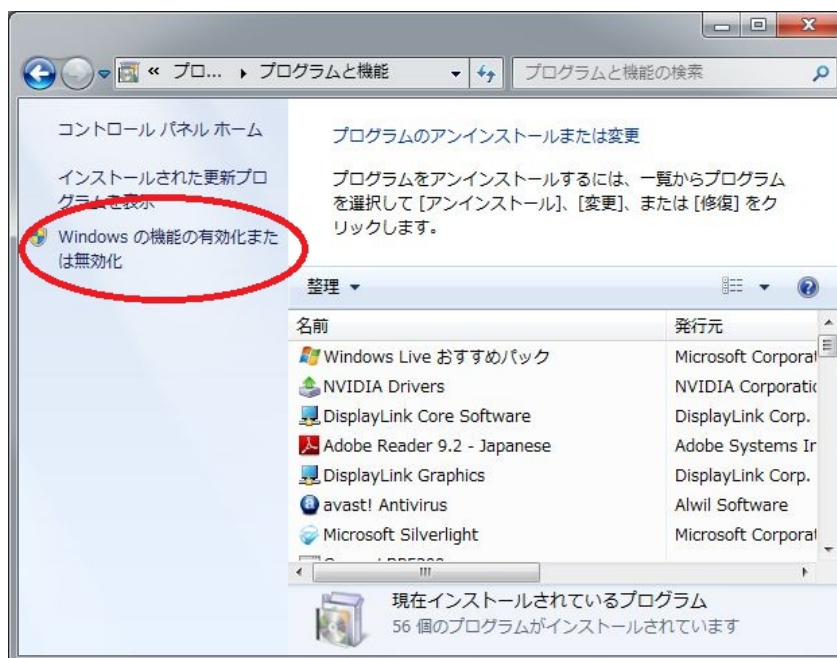 « プロ... ▸ プログラムと機能
プログラムと機能の検索
コントロール パネル ホーム
インストールされた更新プロ
グラムを表示
Windows の機能の有効化また
は無効化
プログラムのアンインストールまたは変更
プログラムをアンインストールするには、一覧からプログラム
を選択して [アンインストール]、[変更]、または [修復] をク
リックします。
整理
名前 発行元
Windows Live おすすめパック Microsoft Corporat
NVIDIA Drivers NVIDIA Corporatic
DisplayLink Core Software DisplayLink Corp.
Adobe Reader 9.2 - Japanese Adobe Systems Ir
DisplayLink Graphics DisplayLink Corp.
avast! Antivirus Alwil Software
Microsoft Silverlight Microsoft Corporat
現在インストールされているプログラム
56 個のプログラムがインストールされています